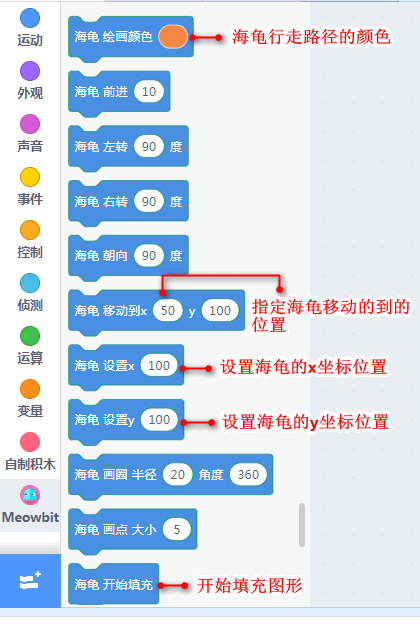 运动
外观
声音
事件
控制
侦测
运算
变量
自制积木
Meowbit
海龟 绘画颜色
海龟行走路径的颜色
海龟 前进 10
海龟 左转 90 度
海龟 右转 90 度
海龟 朝向 90 度
海龟 移动到x 50 y 100
指定海龟移动的到的
位置
海龟 设置x 100
设置海龟的x坐标位置
海龟 设置y 100
设置海龟的y坐标位置
海龟 画圈 半径 20 角度 360
海龟 画点 大小 5
海龟 开始填充
开始填充图形